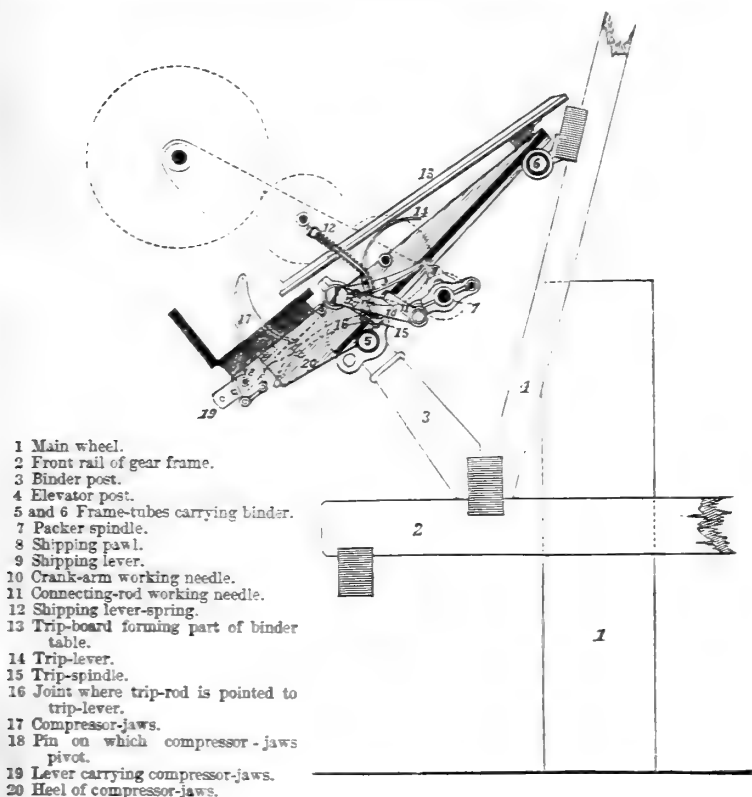 6
13
14
12
7
17
11
10
16
15
5
20
19
3
4
2
1
1 Main wheel.
2 Front rail of gear frame.
3 Binder post.
4 Elevator post.
5 and 6 Frame-tubes carrying binder.
7 Packer spindle.
8 Shipping pawl.
9 Shipping lever.
10 Crank-arm working needle.
11 Connecting-rod working needle.
12 Shipping lever-spring.
13 Trip-board forming part of binder
table.
14 Trip-lever.
15 Trip-spindle.
16 Joint where trip-rod is pointed to
trip-lever.
17 Compressor-jaws.
18 Pin on which compressor-jaws
pivot.
19 Lever carrying compressor-jaws.
20 Heel of compressor-jaws.